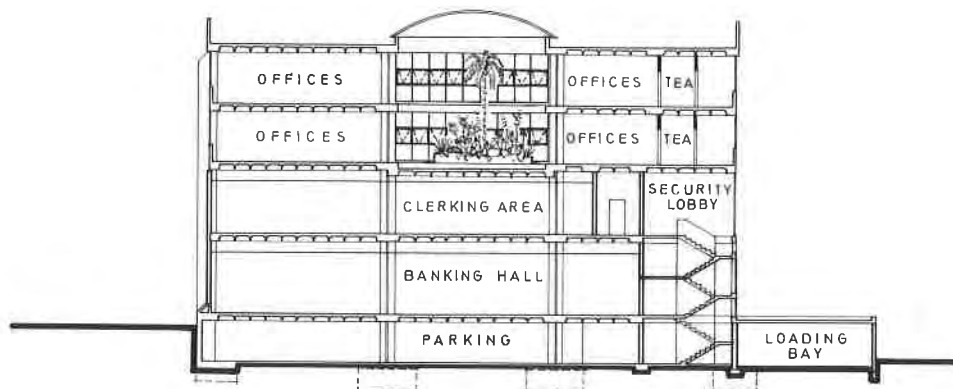 OFFICES
OFFICES
TEA
OFFICES
OFFICES
TEA
SECURITY
LOBBY
CLERKING AREA
BANKING HALL
PARKING
LOADING
BAY